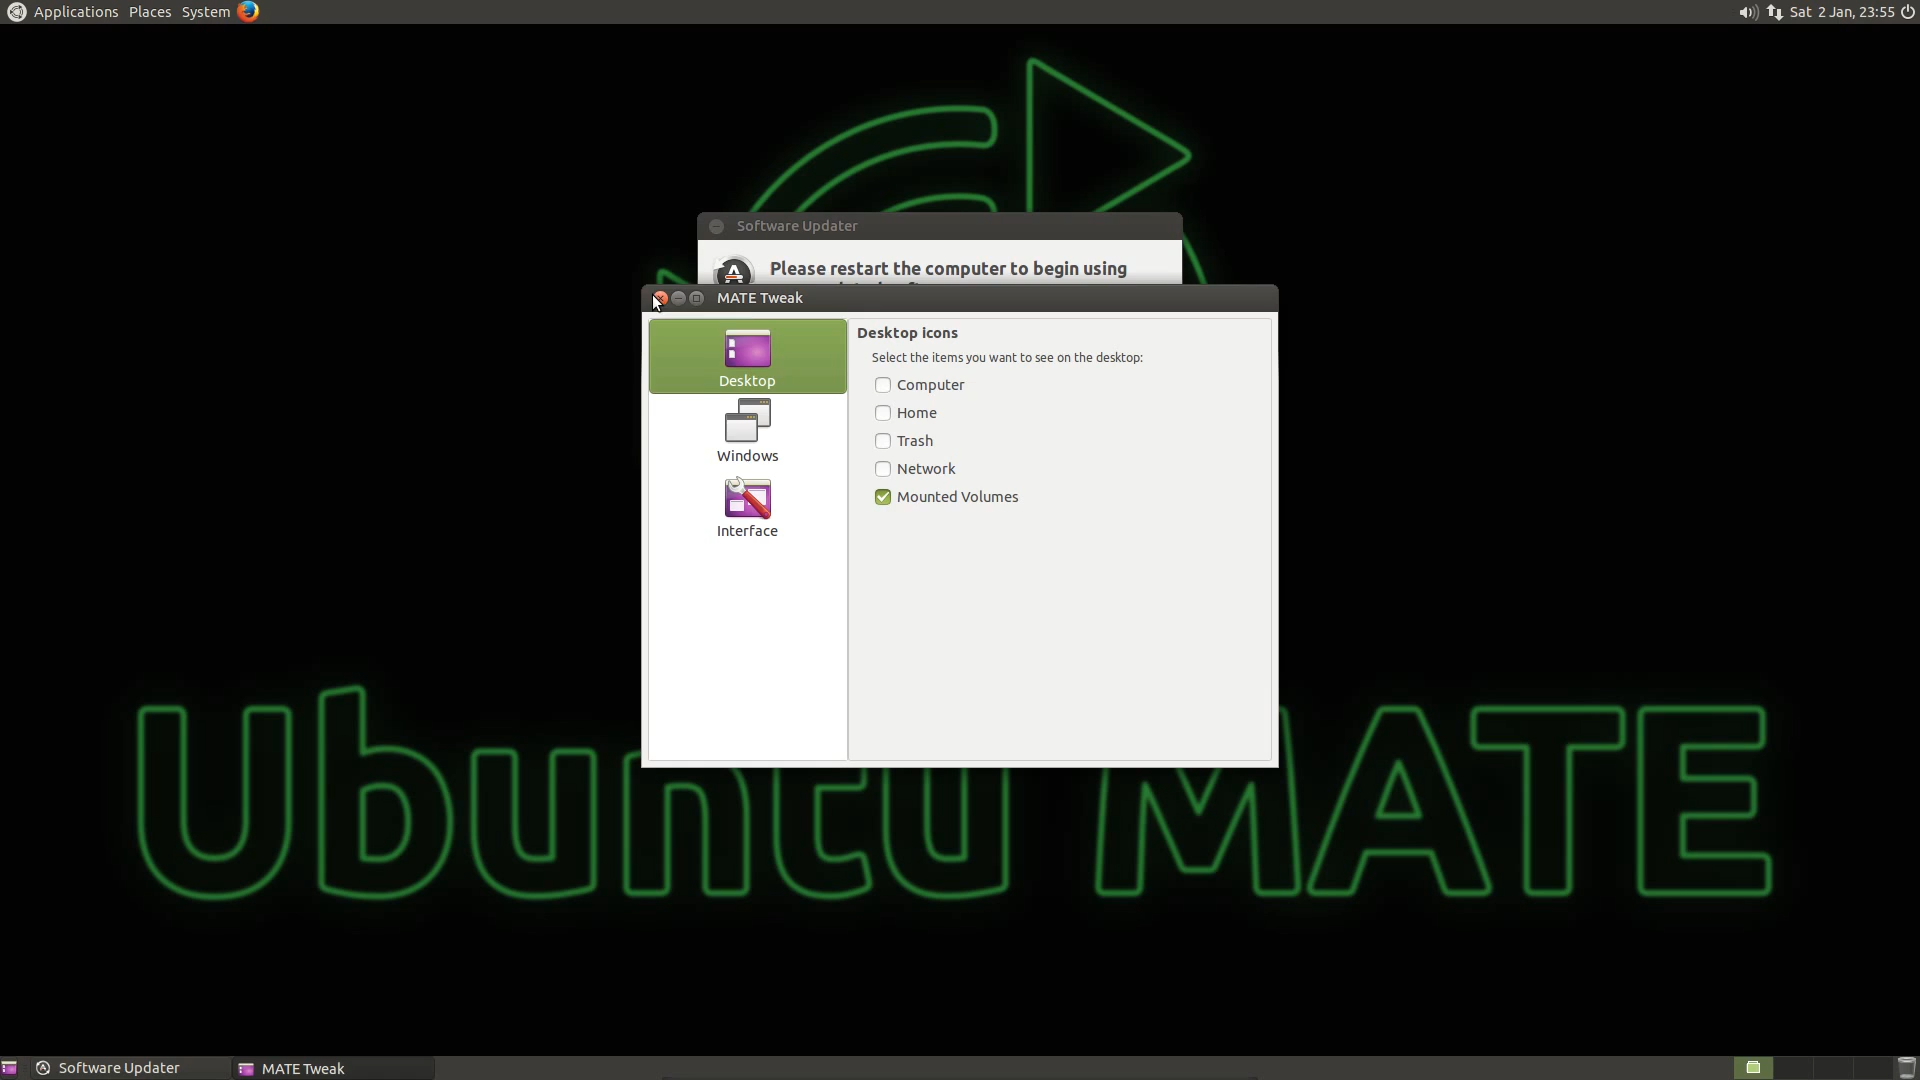 Applications Places System
Sat 2 Jan, 23:55
Software Updater
Please restart the computer to begin using
MATE Tweak
Desktop
Windows
Interface
Desktop icons
Select the items you want to see on the desktop:
Computer
Home
Trash
Network
Mounted Volumes
Ubuntu MATE
Software Updater
MATE Tweak